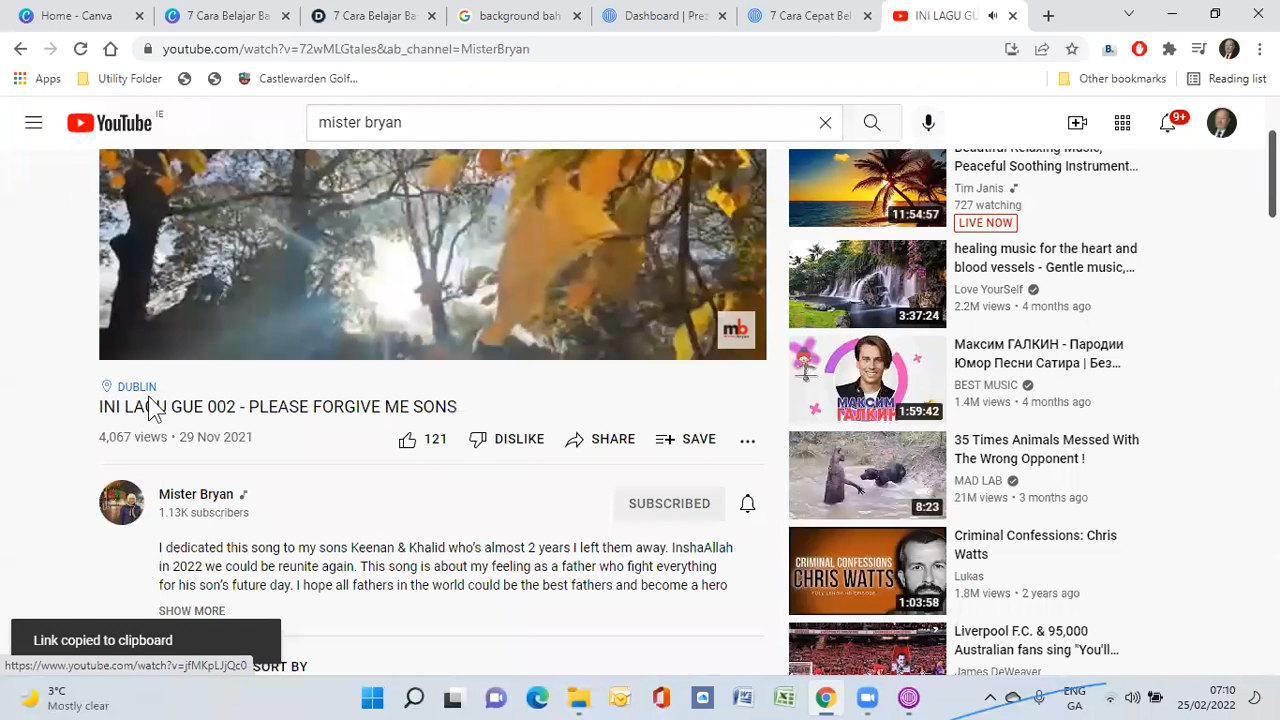 7 Cara Ber
7 Cara Belajar Ba
7 Cara Belajar Ba
background bah
Dashboard | Pres
7 Cara Cepat Bel
INI LAGU GUE
youtube.com/watch?v=72wMLGtales&ab_channel=MisterBryan
Apps
Utility Folder
Castlewarden Golf...
Other bookmarks
Reading list
YouTube IE
mister bryan
9+
Beautiful Relaxing Music,
Peaceful Soothing Instrument...
Tim Janis
727 watching
LIVE NOW
11:54:57
healing music for the heart and
blood vessels - Gentle music,...
Love YourSelf
2.2M views • 4 months ago
3:37:24
mb
Максим ГАЛКИН - Пародии
Юмор Песни Сатира | Без...
BEST MUSIC
1.4M views • 4 months ago
МАКСИМ
ГАЛКИН
1:59:42
DUBLIN
INI LAGU GUE 002 - PLEASE FORGIVE ME SONS
4,067 views • 29 Nov 2021
121
DISLIKE
SHARE
SAVE
35 Times Animals Messed With
The Wrong Opponent !
MAD LAB
21M views • 3 months ago
8:23
Mister Bryan
1.13K subscribers
SUBSCRIBED
I dedicated this song to my sons Keenan & Khalid who's almost 2 years I left them away. InshaAllah
in 2022 we could be reunite again. This song is about my feeling as a father who fight everything
for his son's future only. I hope all fathers in the world could be the best fathers and become a hero
SHOW MORE
Criminal Confessions: Chris
Watts
Lukas
1.8M views • 2 years ago
CRIMINAL CONFESSIONS
CHRIS WATTS
1:03:58
Liverpool F.C. & 95,000
Australian fans sing "You'll...
James DeWeaver
Link copied to clipboard
SORT BY
3°C
Mostly clear
ENG
GA
07:10
25/02/2022